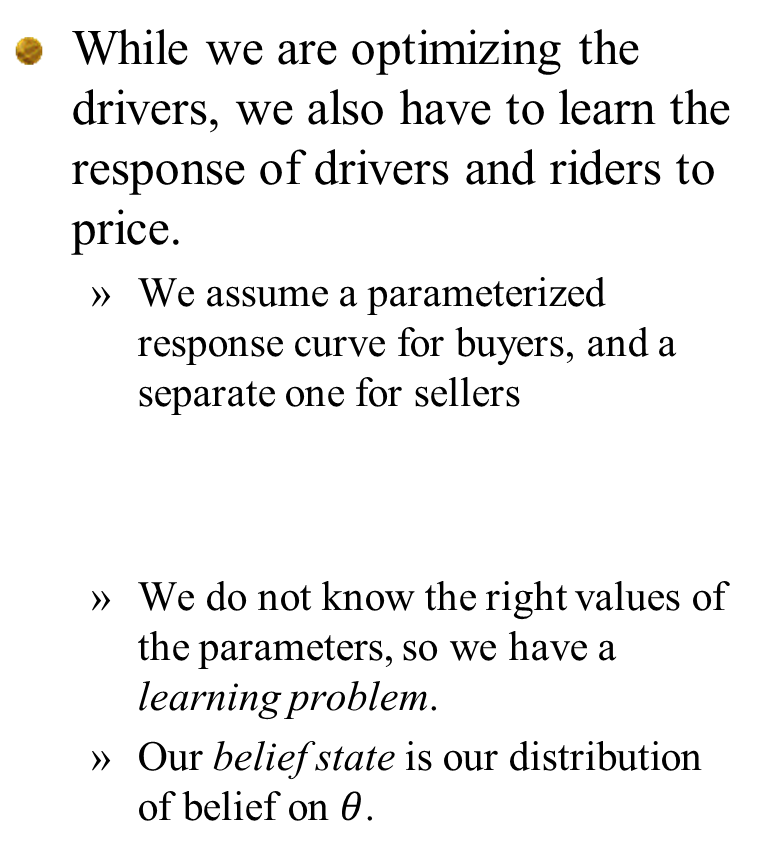 While we are optimizing the
drivers, we also have to learn the
response of drivers and riders to
price.
» We assume a parameterized
response curve for buyers, and a
separate one for sellers
» We do not know the right values of
the parameters, so we have a
learning problem.
» Our belief state is our distribution
of belief on θ.